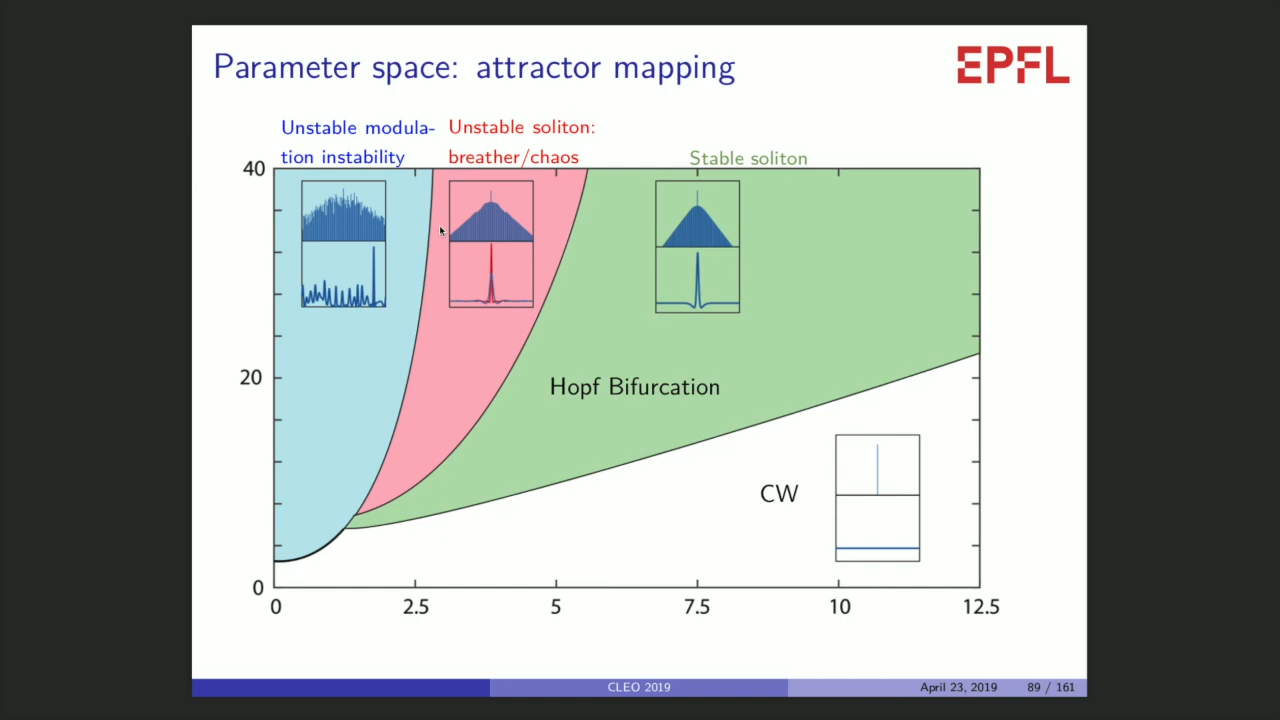 Parameter space: attractor mapping
EPFL
Unstable modula-
tion instability
Unstable soliton:
breather/chaos
Stable soliton
40
20
0
Hopf Bifurcation
CW
0 2.5 5 7.5 10 12.5
CLEO 2019
April 23, 2019
89 / 161